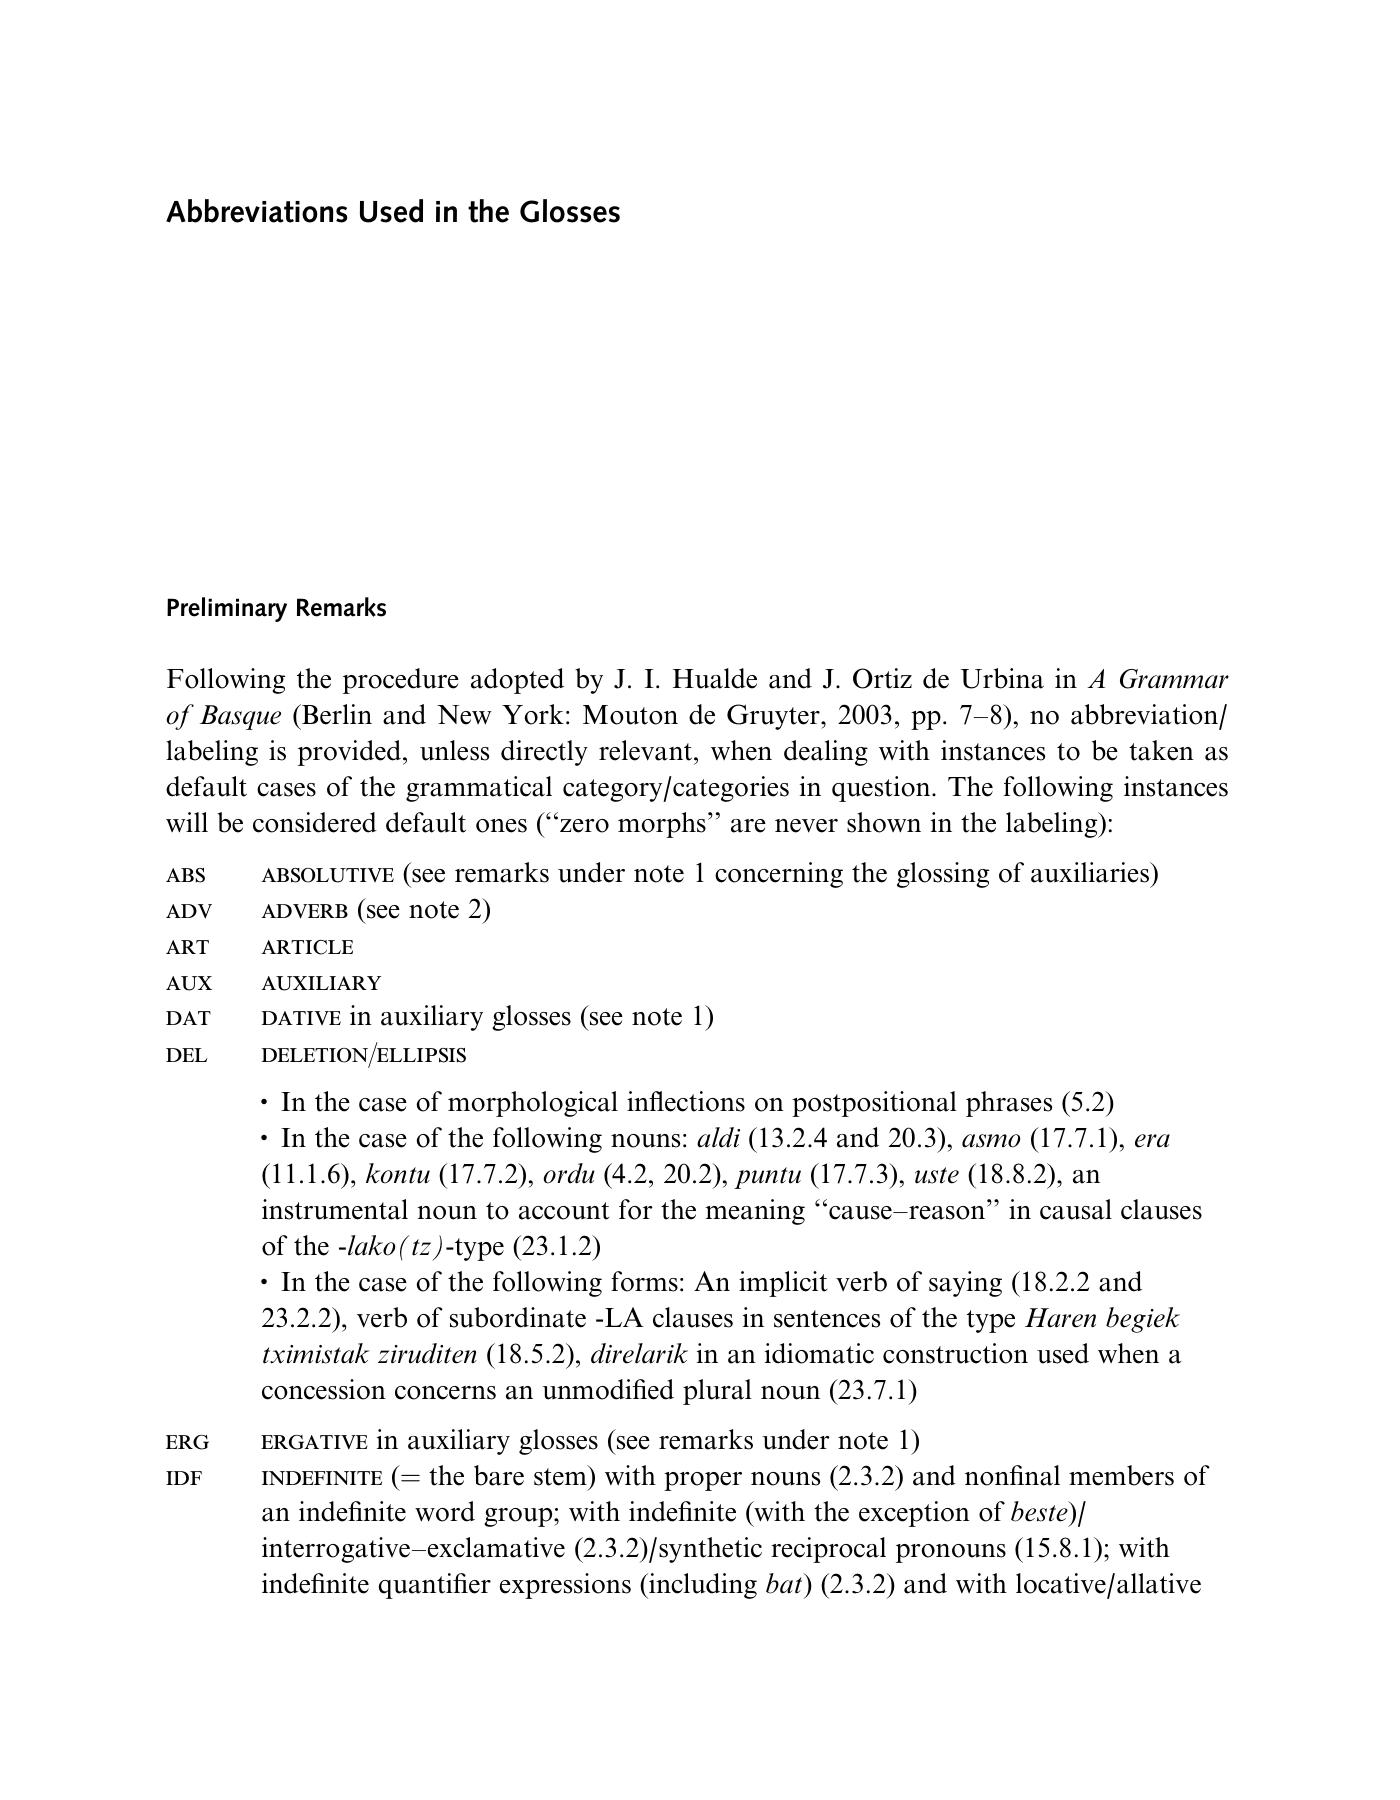 Abbreviations Used in the Glosses
Preliminary Remarks
Following the procedure adopted by J. I. Hualde and J. Ortiz de Urbina in A Grammar
of Basque (Berlin and New York: Mouton de Gruyter, 2003, pp. 7–8), no abbreviation/
labeling is provided, unless directly relevant, when dealing with instances to be taken as
default cases of the grammatical category/categories in question. The following instances
will be considered default ones (‘‘zero morphs’’ are never shown in the labeling):
ABS ABSOLUTIVE (see remarks under note 1 concerning the glossing of auxiliaries)
ADV ADVERB (see note 2)
ART ARTICLE
AUX AUXILIARY
DAT DATIVE in auxiliary glosses (see note 1)
DEL DELETION/ELLIPSIS
• In the case of morphological inflections on postpositional phrases (5.2)
• In the case of the following nouns: aldi (13.2.4 and 20.3), asmo (17.7.1), era
(11.1.6), kontu (17.7.2), ordu (4.2, 20.2), puntu (17.7.3), uste (18.8.2), an
instrumental noun to account for the meaning ‘‘cause–reason’’ in causal clauses
of the -lako(tz)-type (23.1.2)
• In the case of the following forms: An implicit verb of saying (18.2.2 and
23.2.2), verb of subordinate -LA clauses in sentences of the type Haren begiek
tximistak ziruditen (18.5.2), direlarik in an idiomatic construction used when a
concession concerns an unmodified plural noun (23.7.1)
ERG ERGATIVE in auxiliary glosses (see remarks under note 1)
IDF INDEFINITE (= the bare stem) with proper nouns (2.3.2) and nonfinal members of
an indefinite word group; with indefinite (with the exception of beste)/
interrogative–exclamative (2.3.2)/synthetic reciprocal pronouns (15.8.1); with
indefinite quantifier expressions (including bat) (2.3.2) and with locative/allative